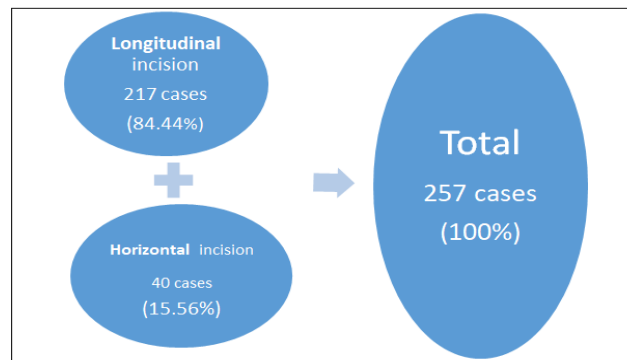 Longitudinal
incision
217 cases
(84.44%)
Horizontal incision
40 cases
(15.56%)
Total
257 cases
(100%)